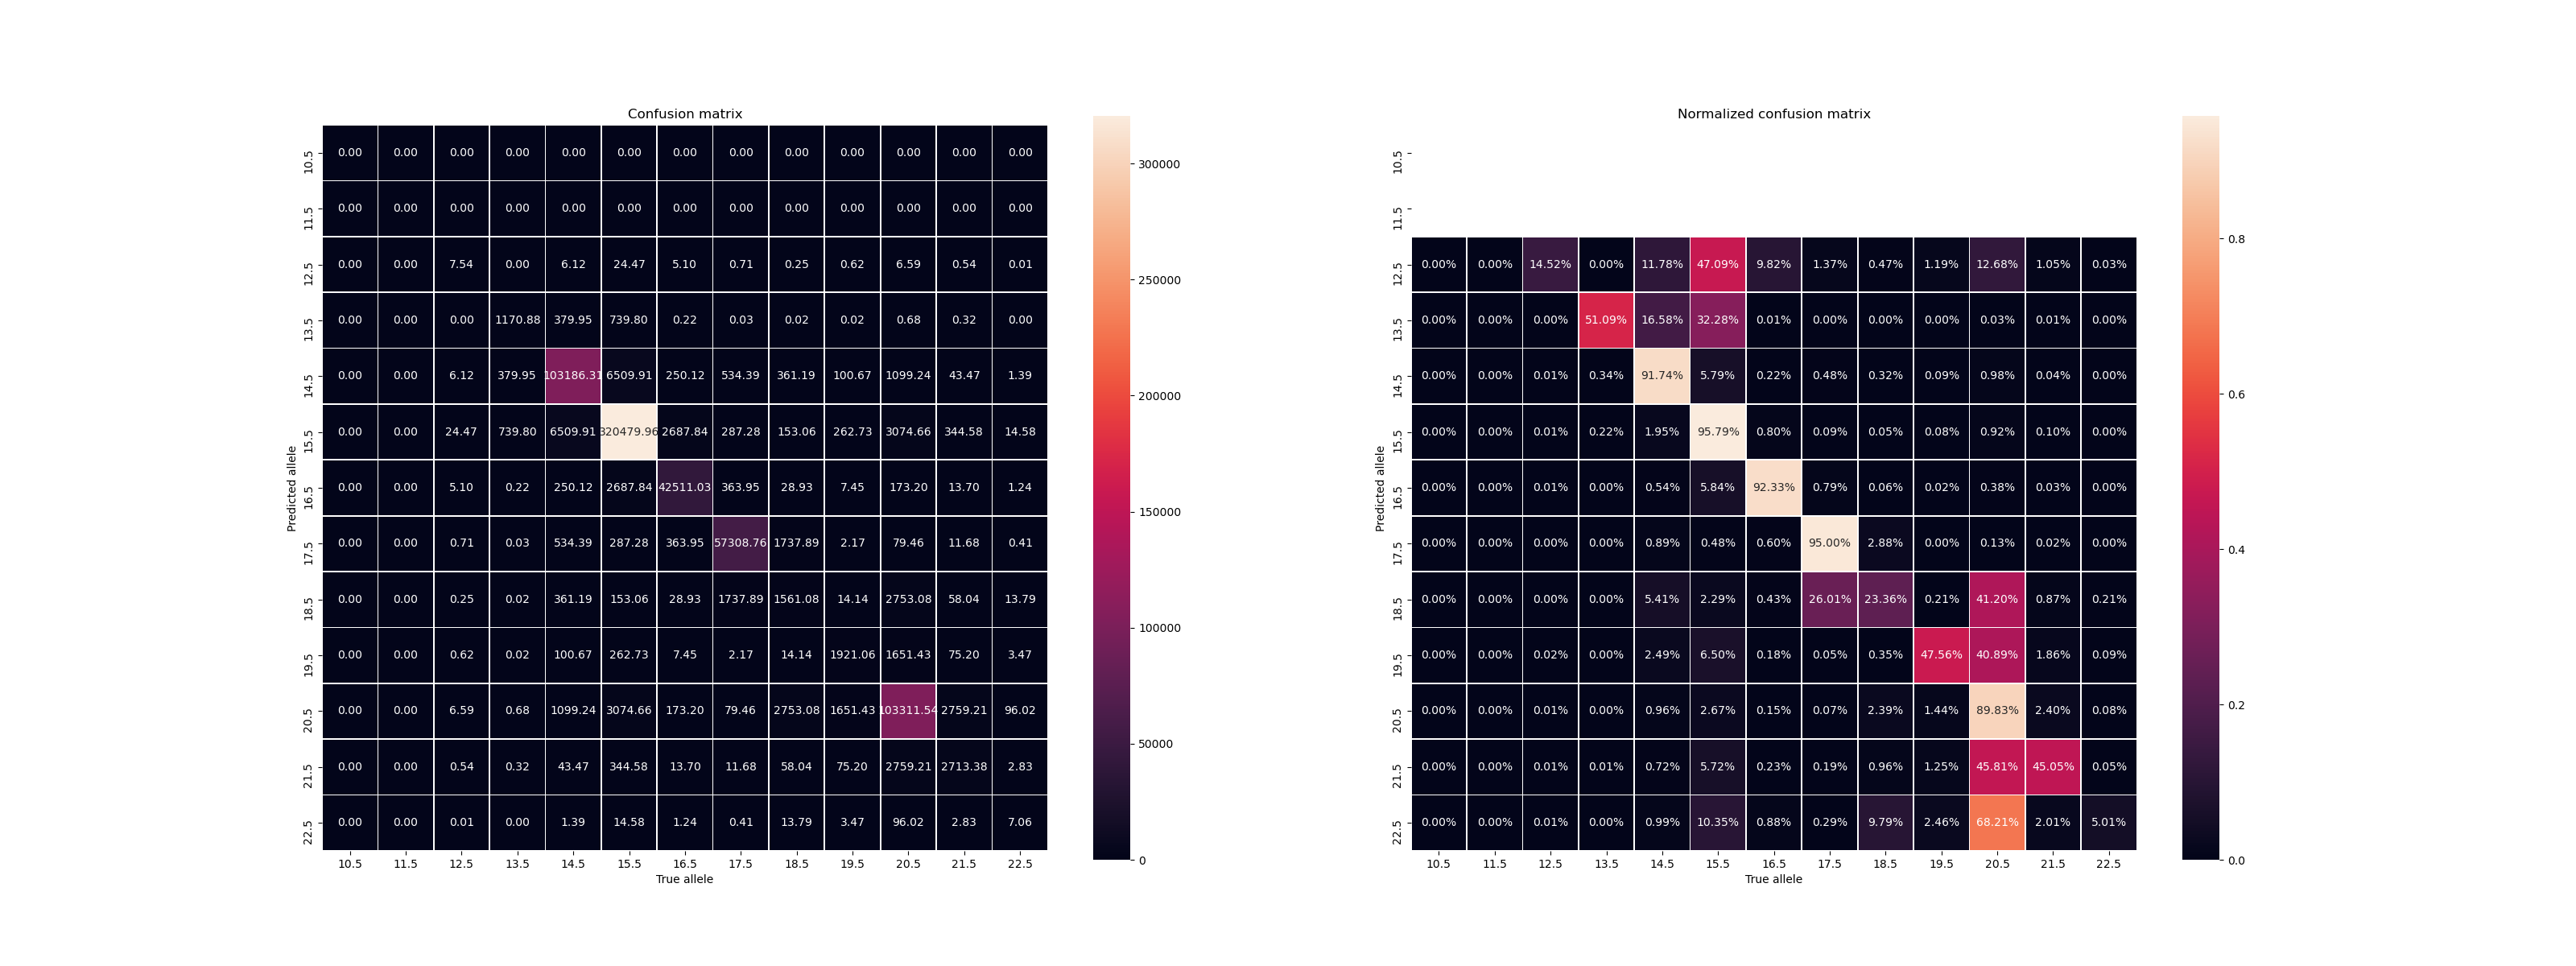 Confusion matrix
10.5 0.00 0.00 0.00 0.00 0.00 0.00 0.00 0.00 0.00 0.00 0.00 0.00 0.00
11.5 0.00 0.00 0.00 0.00 0.00 0.00 0.00 0.00 0.00 0.00 0.00 0.00 0.00
12.5 0.00 0.00 7.54 0.00 6.12 24.47 5.10 0.71 0.25 0.62 6.59 0.54 0.01
13.5 0.00 0.00 0.00 1170.88 379.95 739.80 0.22 0.03 0.02 0.02 0.68 0.32 0.00
14.5 0.00 0.00 6.12 379.95 103186.31 6509.91 250.12 534.39 361.19 100.67 1099.24 43.47 1.39
15.5 0.00 0.00 24.47 739.80 6509.91 320479.96 2687.84 287.28 153.06 262.73 3074.66 344.58 14.58
16.5 0.00 0.00 5.10 0.22 250.12 2687.84 42511.03 363.95 28.93 7.45 173.20 13.70 1.24
17.5 0.00 0.00 0.71 0.03 534.39 287.28 363.95 57308.76 1737.89 2.17 79.46 11.68 0.41
18.5 0.00 0.00 0.25 0.02 361.19 153.06 28.93 1737.89 1561.08 14.14 2753.08 58.04 13.79
19.5 0.00 0.00 0.62 0.02 100.67 262.73 7.45 2.17 14.14 1921.06 1651.43 75.20 3.47
20.5 0.00 0.00 6.59 0.68 1099.24 3074.66 173.20 79.46 2753.08 1651.43 103311.54 2759.21 96.02
21.5 0.00 0.00 0.54 0.32 43.47 344.58 13.70 11.68 58.04 75.20 2759.21 2713.38 2.83
22.5 0.00 0.00 0.01 0.00 1.39 14.58 1.24 0.41 13.79 3.47 96.02 2.83 7.06
10.5 11.5 12.5 13.5 14.5 15.5 16.5 17.5 18.5 19.5 20.5 21.5 22.5
True allele
Predicted allele
300000
250000
200000
150000
100000
50000
0
Normalized confusion matrix
10.5
11.5
12.5 0.00% 0.00% 14.52% 0.00% 11.78% 47.09% 9.82% 1.37% 0.47% 1.19% 12.68% 1.05% 0.03%
13.5 0.00% 0.00% 0.00% 51.09% 16.58% 32.28% 0.01% 0.00% 0.00% 0.00% 0.03% 0.01% 0.00%
14.5 0.00% 0.00% 0.01% 0.34% 91.74% 5.79% 0.22% 0.48% 0.32% 0.09% 0.98% 0.04% 0.00%
15.5 0.00% 0.00% 0.01% 0.22% 1.95% 95.79% 0.80% 0.09% 0.05% 0.08% 0.92% 0.10% 0.00%
16.5 0.00% 0.00% 0.01% 0.00% 0.54% 5.84% 92.33% 0.79% 0.06% 0.02% 0.38% 0.03% 0.00%
17.5 0.00% 0.00% 0.00% 0.00% 0.89% 0.48% 0.60% 95.00% 2.88% 0.00% 0.13% 0.02% 0.00%
18.5 0.00% 0.00% 0.00% 0.00% 5.41% 2.29% 0.43% 26.01% 23.36% 0.21% 41.20% 0.87% 0.21%
19.5 0.00% 0.00% 0.02% 0.00% 2.49% 6.50% 0.18% 0.05% 0.35% 47.56% 40.89% 1.86% 0.09%
20.5 0.00% 0.00% 0.01% 0.00% 0.96% 2.67% 0.15% 0.07% 2.39% 1.44% 89.83% 2.40% 0.08%
21.5 0.00% 0.00% 0.01% 0.01% 0.72% 5.72% 0.23% 0.19% 0.96% 1.25% 45.81% 45.05% 0.05%
22.5 0.00% 0.00% 0.01% 0.00% 0.99% 10.35% 0.88% 0.29% 9.79% 2.46% 68.21% 2.01% 5.01%
10.5 11.5 12.5 13.5 14.5 15.5 16.5 17.5 18.5 19.5 20.5 21.5 22.5
True allele
Predicted allele
0.8
0.6
0.4
0.2
0.0